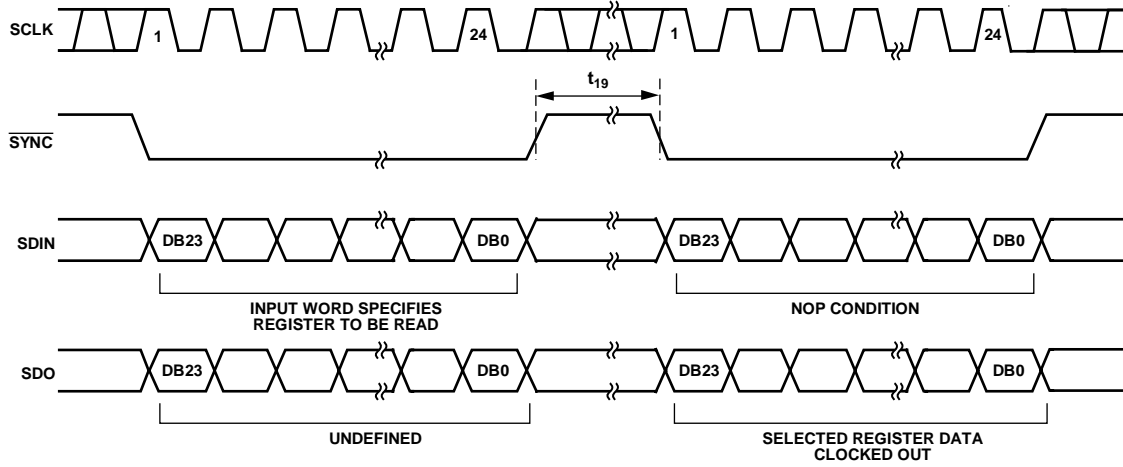 SCLK
1
24
1
24
t19
SYNC
SDIN
DB23
DB0
DB23
DB0
INPUT WORD SPECIFIES
REGISTER TO BE READ
NOP CONDITION
SDO
DB23
DB0
DB23
DB0
UNDEFINED
SELECTED REGISTER DATA
CLOCKED OUT